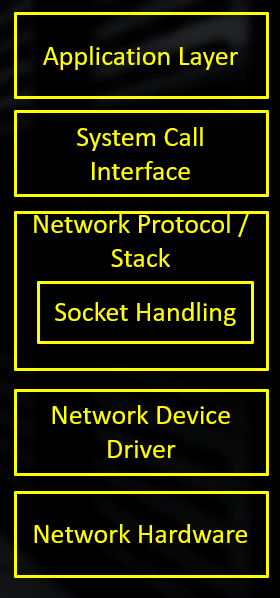 Application Layer
System Call
Interface
Network Protocol /
Stack
Socket Handling
Network Device
Driver
Network Hardware